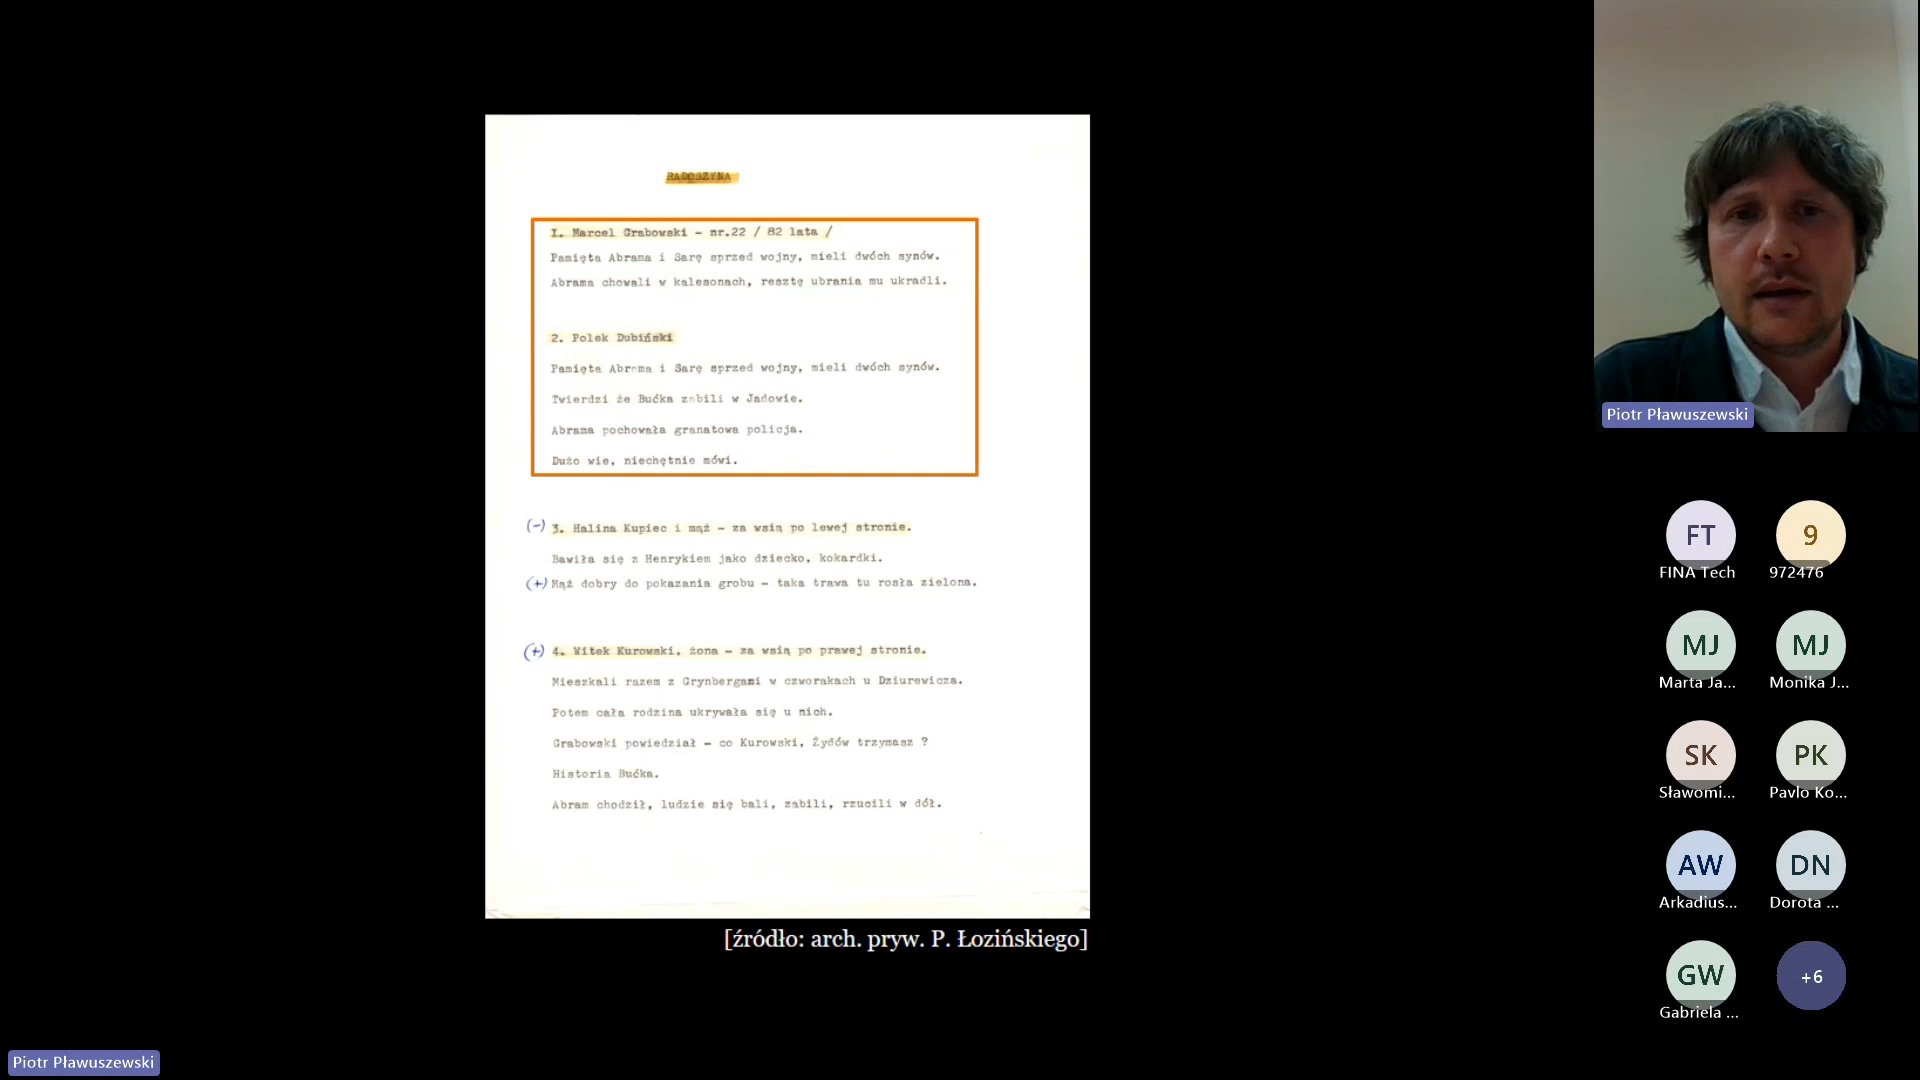 RADOSZYNA
I. Marcel Grabowski - nr.22 / 82 lata /
Pamięta Abrama i Sarę sprzed wojny, mieli dwóch synów.
Abrama chowali w kalesonach, resztę ubrania mu ukradli.
2. Polek Dubiński
Pamięta Abrama i Sarę sprzed wojny, mieli dwóch synów.
Twierdzi że Bućka zabili w Jadowie.
Abrama pochowała granatowa policja.
Dużo wie, niechętnie mówi.
(-) 3. Halina Kupiec i mąż - za wsią po lewej stronie.
Bawiła się z Henrykiem jako dziecko, kokardki.
(+) Mąż dobry do pokazania grobu - taka trawa tu rosła zielona.
(+) 4. Witek Kurowski, żona - za wsią po prawej stronie.
Mieszkali razem z Grynbergami w czworakach u Dziurewicza.
Potem cała rodzina ukrywała się u nich.
Grabowski powiedział - co Kurowski, Żydów trzymasz ?
Historia Bućka.
Abram chodził, ludzie się bali, zabili, rzucili w dół.
[źródło: arch. pryw. P. Łozińskiego]
Piotr Pławuszewski
FT
FINA Tech
9
972476
MJ
Marta Ja...
MJ
Monika J...
SK
Sławomi...
PK
Pavlo Ko...
AW
Arkadius...
DN
Dorota ...
GW
Gabriela ...
+6
Piotr Pławuszewski